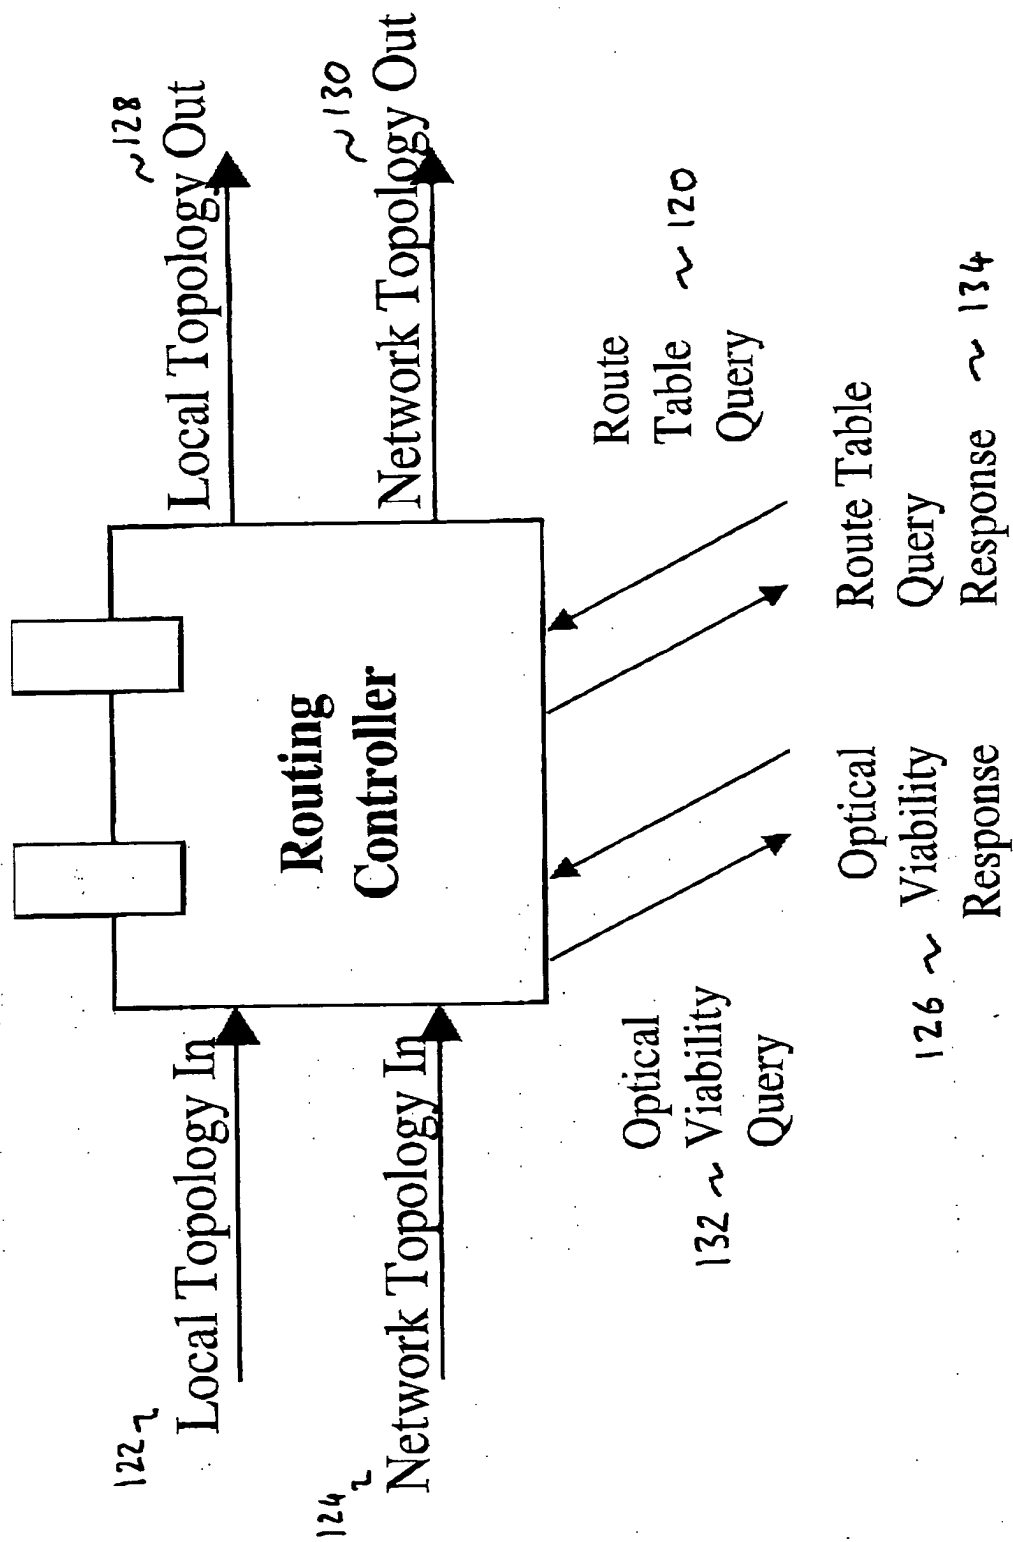 122
Local Topology In
124
Network Topology In
Routing
Controller
~128
Local Topology Out
~130
Network Topology Out
Optical
132 ~ Viability
Query
Optical
126 ~ Viability
Response
Route
Table ~ 120
Query
Route Table
Query
Response ~ 134